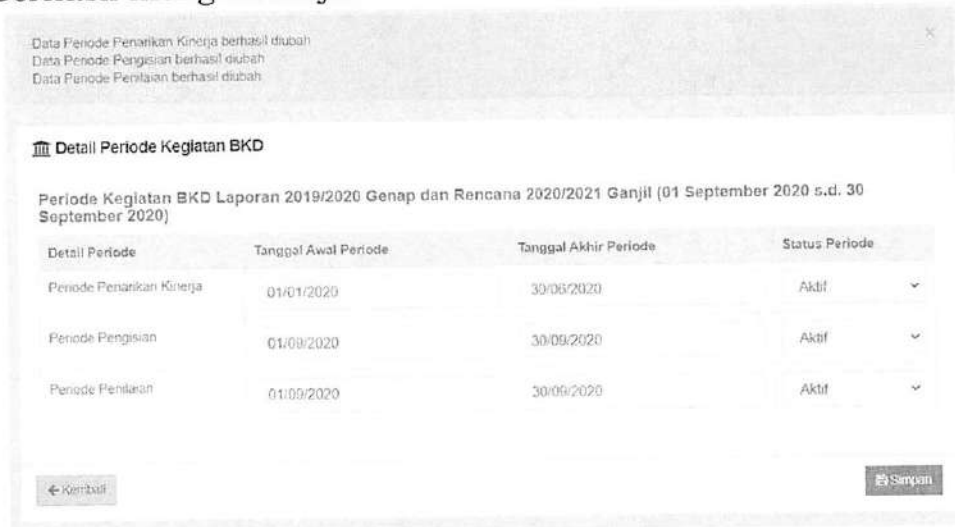 Data Periode Penarikan Kinerja berhasil diubah
Data Periode Pengisian berhasil diubah
Data Periode Penilaian berhasil diubah
×
Detail Periode Kegiatan BKD
Periode Kegiatan BKD Laporan 2019/2020 Genap dan Rencana 2020/2021 Ganjil (01 September 2020 s.d. 30
September 2020)
Detail Periode Tanggal Awal Periode Tanggal Akhir Periode Status Periode
Periode Penarikan Kinerja 01/01/2020 30/06/2020 Aktif
Periode Pengisian 01/09/2020 30/09/2020 Aktif
Periode Penilaian 01/09/2020 30/09/2020 Aktif
← Kembali Simpan